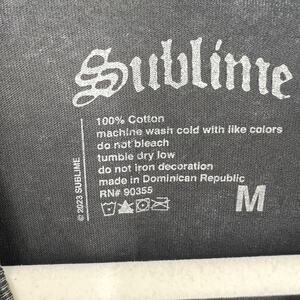 Sublime
100% Cotton
machine wash cold with like colors
do not bleach
tumble dry low
do not iron decoration
made in Dominican Republic
RN# 90355
M
© 2023 SUBLIME